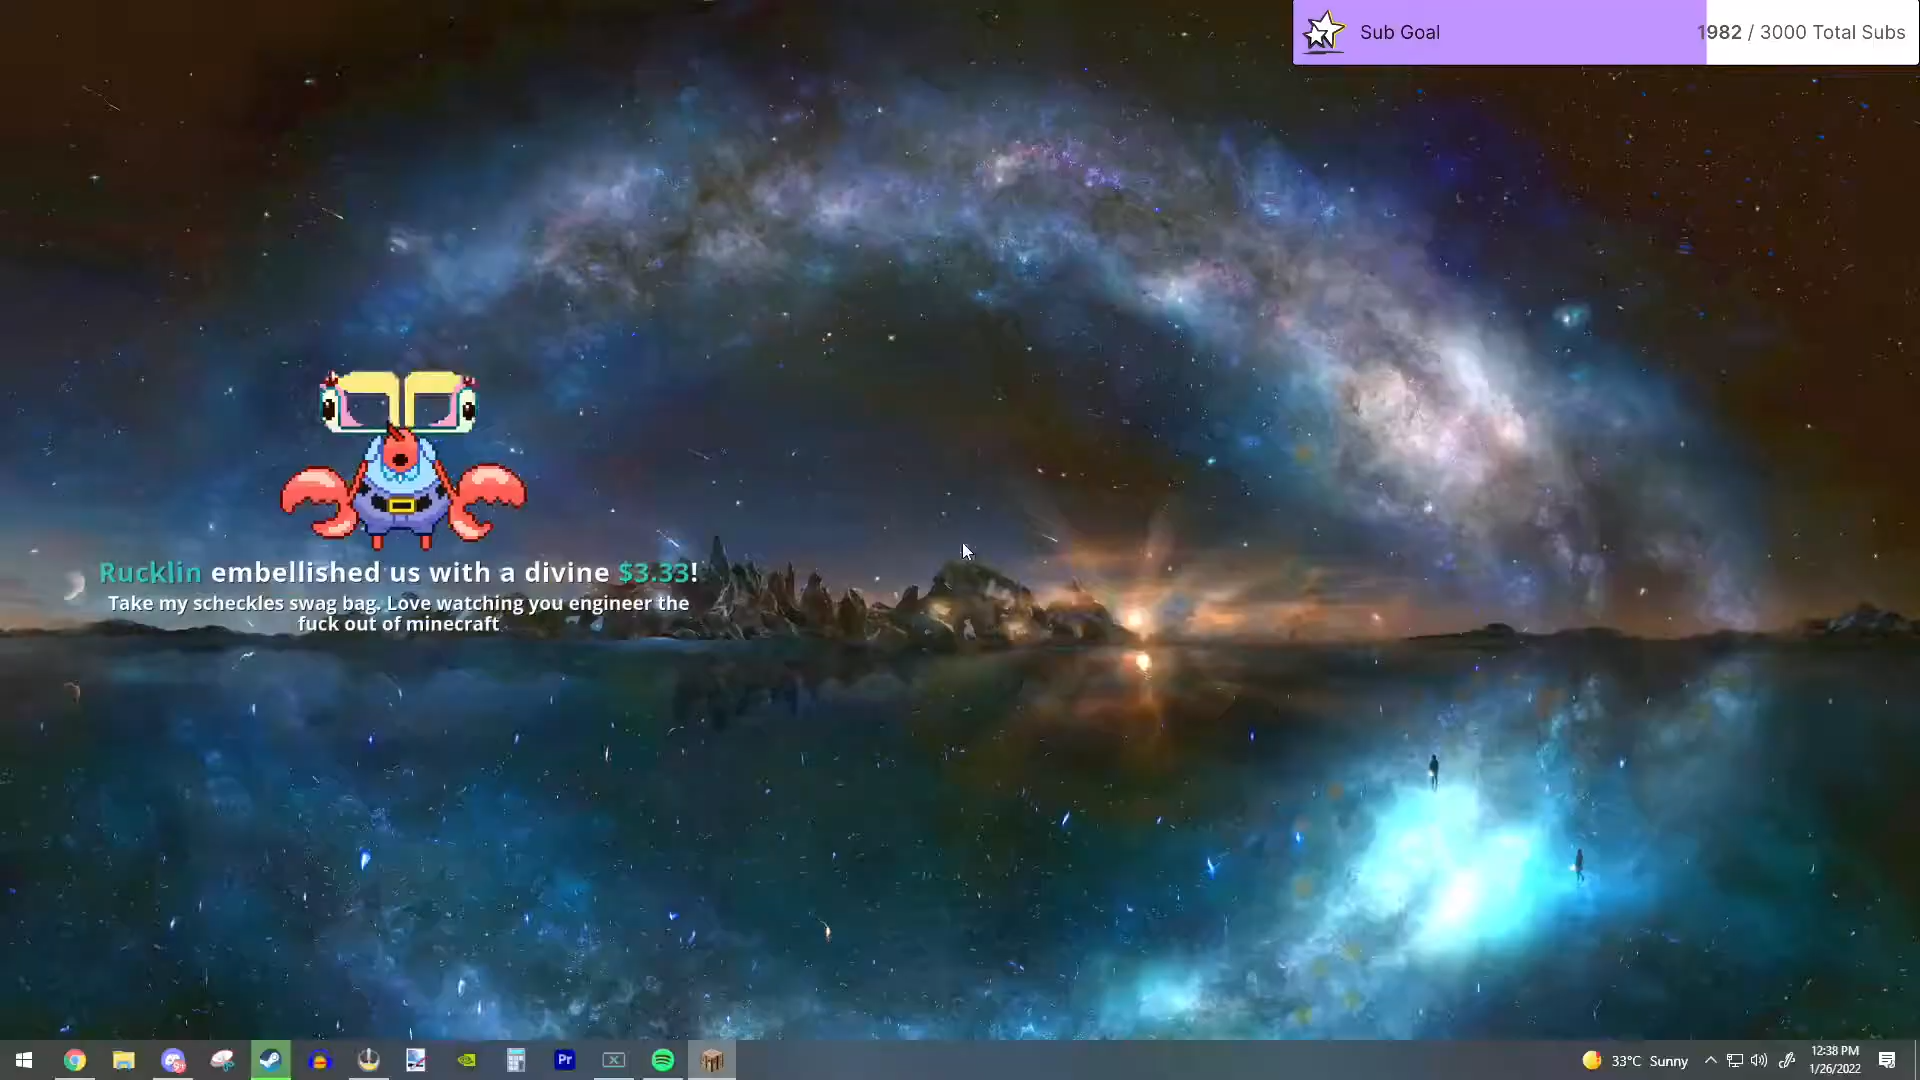 Sub Goal
1982 / 3000 Total Subs
Rucklin embellished us with a divine $3.33!
Take my scheckles swag bag. Love watching you engineer the
fuck out of minecraft
Pr
33°C Sunny
12:38 PM
1/26/2022